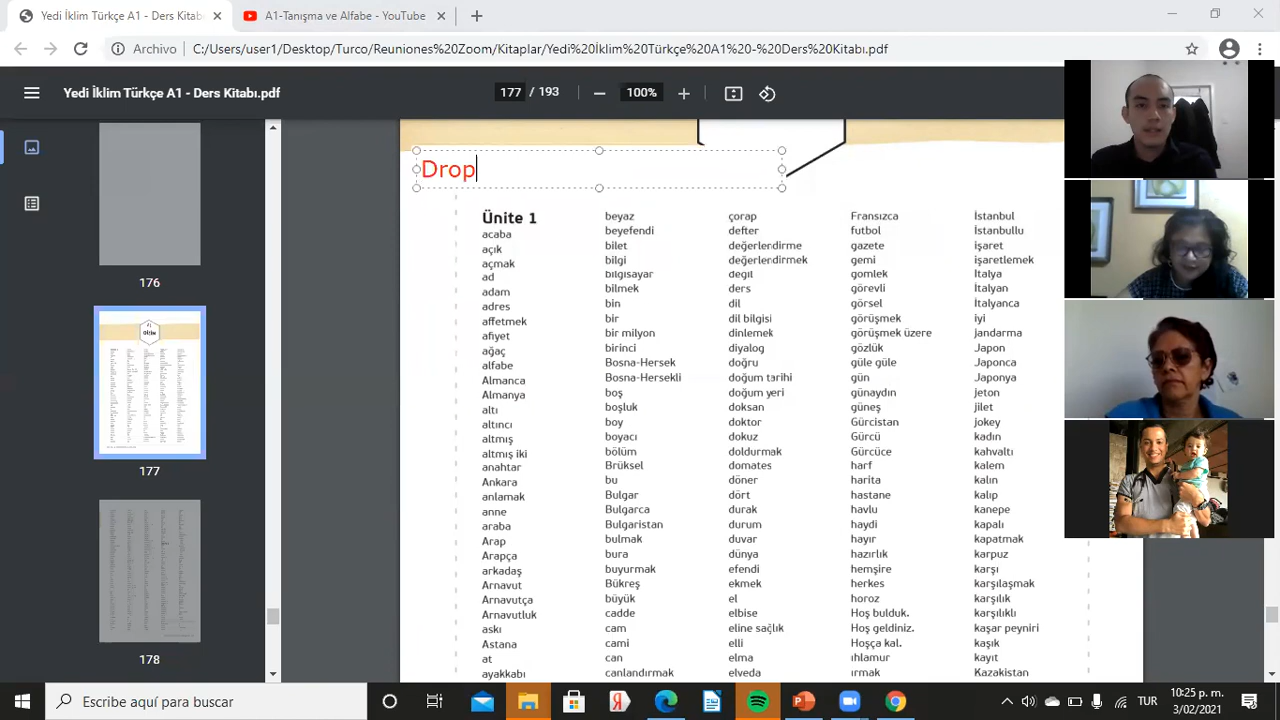 Yedi İklim Türkçe A1 - Ders Kitab
A1-Tanışma ve Alfabe - YouTube
Archivo C:/Users/user1/Desktop/Turco/Reuniones%20Zoom/Kitaplar/Yedi%20İklim%20Türkçe%20A1%20-%20Ders%20Kitabı.pdf
Yedi İklim Türkçe A1 - Ders Kitabı.pdf
177 / 193
100%
176
177
178
Drop
Ünite 1
acaba
açık
açmak
ad
adam
adres
affetmek
afiyet
ağaç
alfabe
Almanca
Almanya
altı
altıncı
altmış
altmış iki
anahtar
Ankara
anlamak
anne
araba
Arap
Arapça
arkadaş
Arnavut
Arnavutça
Arnavutluk
askı
Astana
at
ayakkabı
beyaz
beyefendi
bilet
bilgi
bilgisayar
bilmek
bin
bir
bir milyon
birinci
Bosna-Hersek
Bosna-Hersekli
boş
boşluk
boy
boyacı
bölüm
Brüksel
bu
Bulgar
Bulgarca
Bulgaristan
bulmak
bura
buyurmak
Bükreş
büyük
cadde
cam
cami
can
canlandırmak
çorap
defter
değerlendirme
değerlendirmek
değil
ders
dil
dil bilgisi
dinlemek
diyalog
doğru
doğum tarihi
doğum yeri
doksan
doktor
dokuz
doldurmak
domates
döner
dört
durak
durum
duvar
dünya
efendi
ekmek
el
elbise
eline sağlık
elli
elma
elveda
Fransızca
futbol
gazete
gemi
gömlek
görevli
görsel
görüşmek
görüşmek üzere
gözlük
güle güle
gün
günaydın
güneş
Gürcistan
Gürcü
Gürcüce
harf
harita
hastane
havlu
haydi
hayır
hazırlık
hemşire
herkes
horoz
Hoş bulduk.
Hoş geldiniz.
Hoşça kal.
ıhlamur
ırmak
İstanbul
İstanbullu
işaret
işaretlemek
İtalya
İtalyan
İtalyanca
iyi
jandarma
Japon
Japonca
Japonya
jeton
jilet
jokey
kadın
kahvaltı
kalem
kalın
kalıp
kanepe
kapalı
kapatmak
karpuz
karşı
karşılaşmak
karşılık
karşılıklı
kaşar peyniri
kaşık
kayıt
Kazakistan
Escribe aquí para buscar
TUR
10:25 p. m.
3/02/2021